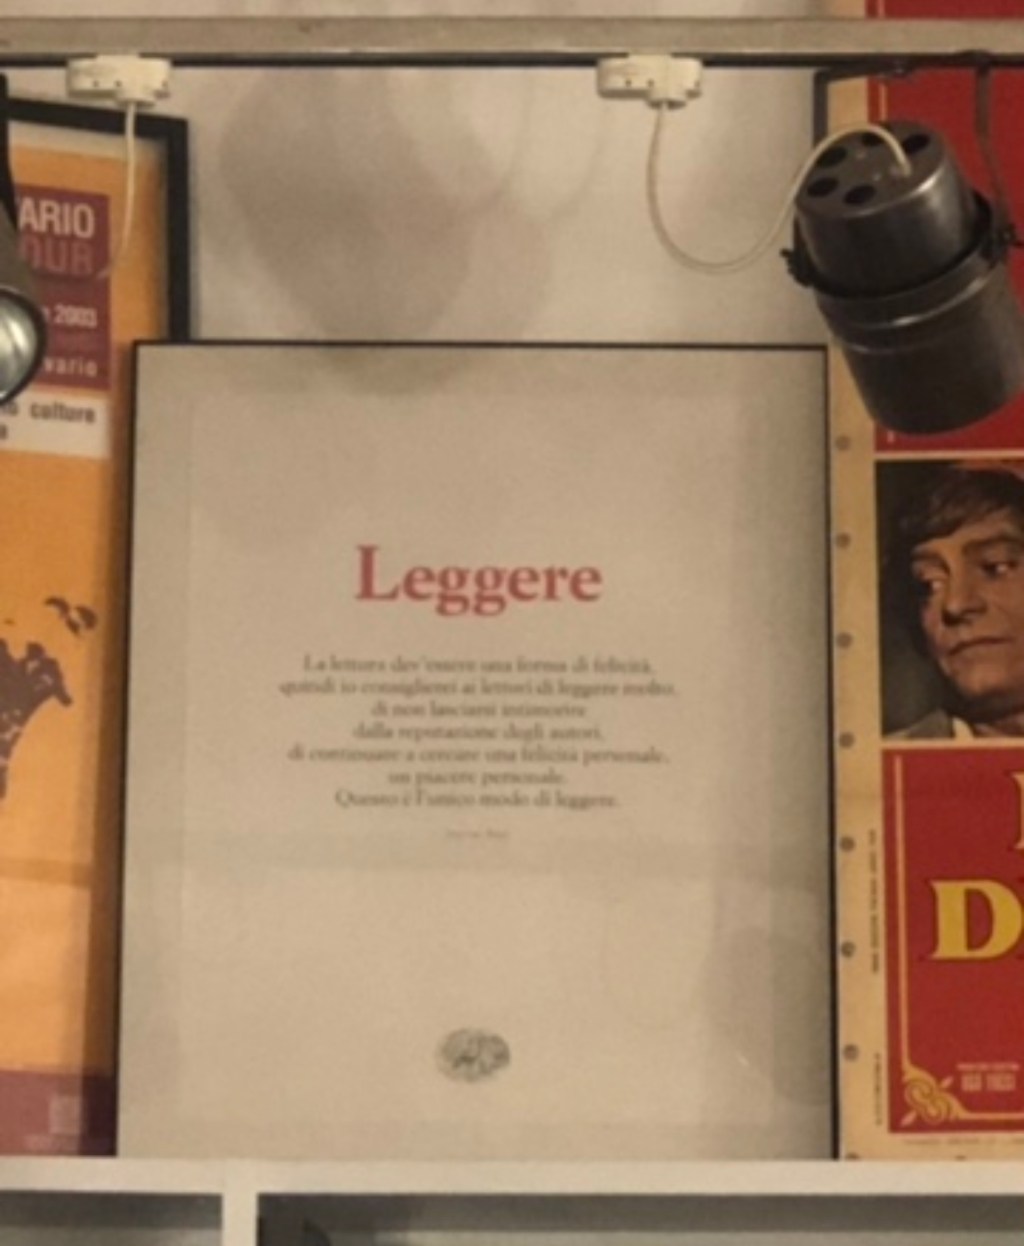 ARIO
OUR
2003
vario
culture
Leggere
La lettura dev'essere una forma di felicità,
quindi io consiglierei ai lettori di leggere molto,
di non lasciarsi intimorire
dalla reputazione degli autori,
di continuare a cercare una felicità personale,
un piacere personale.
Questo è l'unico modo di leggere.
D